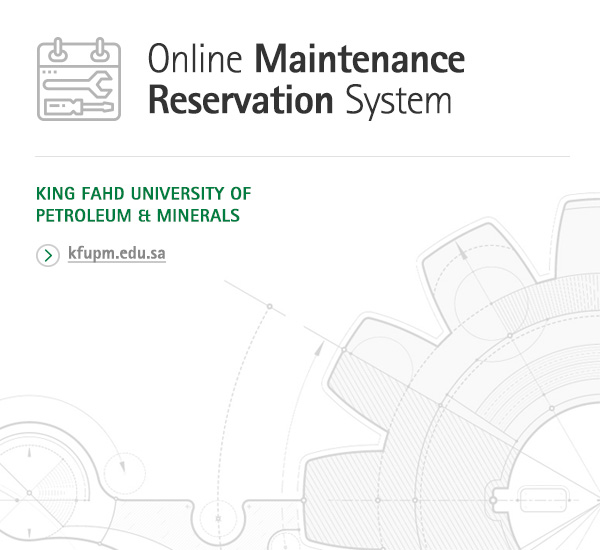 Online Maintenance
Reservation System
KING FAHD UNIVERSITY OF
PETROLEUM & MINERALS
kfupm.edu.sa